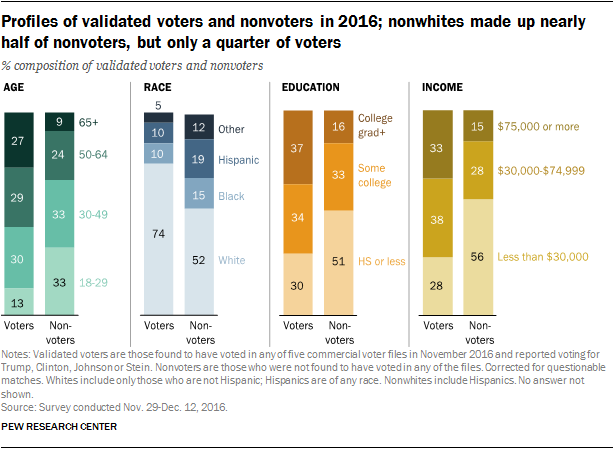 Profiles of validated voters and nonvoters in 2016; nonwhites made up nearly
half of nonvoters, but only a quarter of voters
% composition of validated voters and nonvoters
AGE
27
29
30
13
Voters
9
24
33
33
Non-
voters
65+
50-64
30-49
18-29
RACE
5
10
10
74
Voters
12
19
15
52
Non-
voters
Other
Hispanic
Black
White
EDUCATION
37
34
30
Voters
16
33
51
Non-
voters
College
grad+
Some
college
HS or less
INCOME
33
38
28
Voters
15
28
56
Non-
voters
$75,000 or more
$30,000-$74,999
Less than $30,000
Notes: Validated voters are those found to have voted in any of five commercial voter files in November 2016 and reported voting for
Trump, Clinton, Johnson or Stein. Nonvoters are those who were not found to have voted in any of the files. Corrected for questionable
matches. Whites include only those who are not Hispanic; Hispanics are of any race. Nonwhites include Hispanics. No answer not
shown.
Source: Survey conducted Nov. 29-Dec. 12, 2016.
PEW RESEARCH CENTER